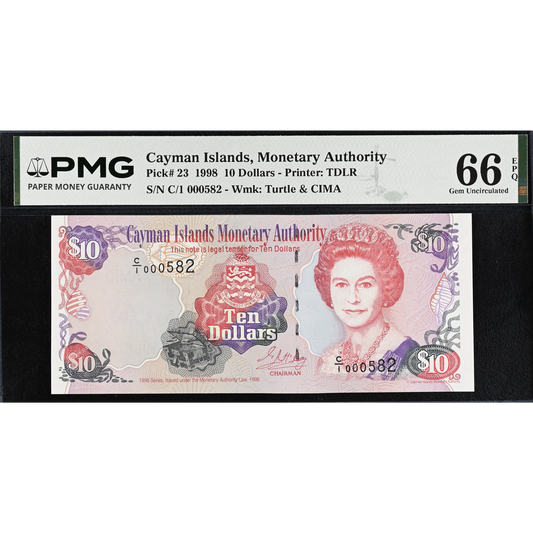 PMG
PAPER MONEY GUARANTY
Cayman Islands, Monetary Authority
Pick# 23 1998 10 Dollars - Printer: TDLR
S/N C/1 000582 - Wmk: Turtle & CIMA
66 EPQ
Gem Uncirculated
$10
Cayman Islands Monetary Authority
$10
This note is legal tender for Ten Dollars
C/1 000582
Ten
Dollars
C/1 000582
$10
CHAIRMAN
$10
1998 Series. Issued under the Monetary Authority Law, 1996